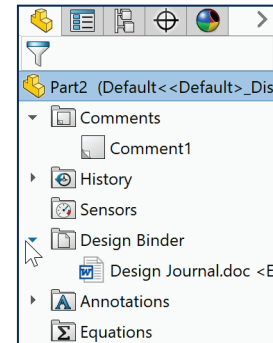 Part2 (Default<<Default>_Dis
Comments
Comment1
History
Sensors
Design Binder
Design Journal.doc <E
Annotations
Equations